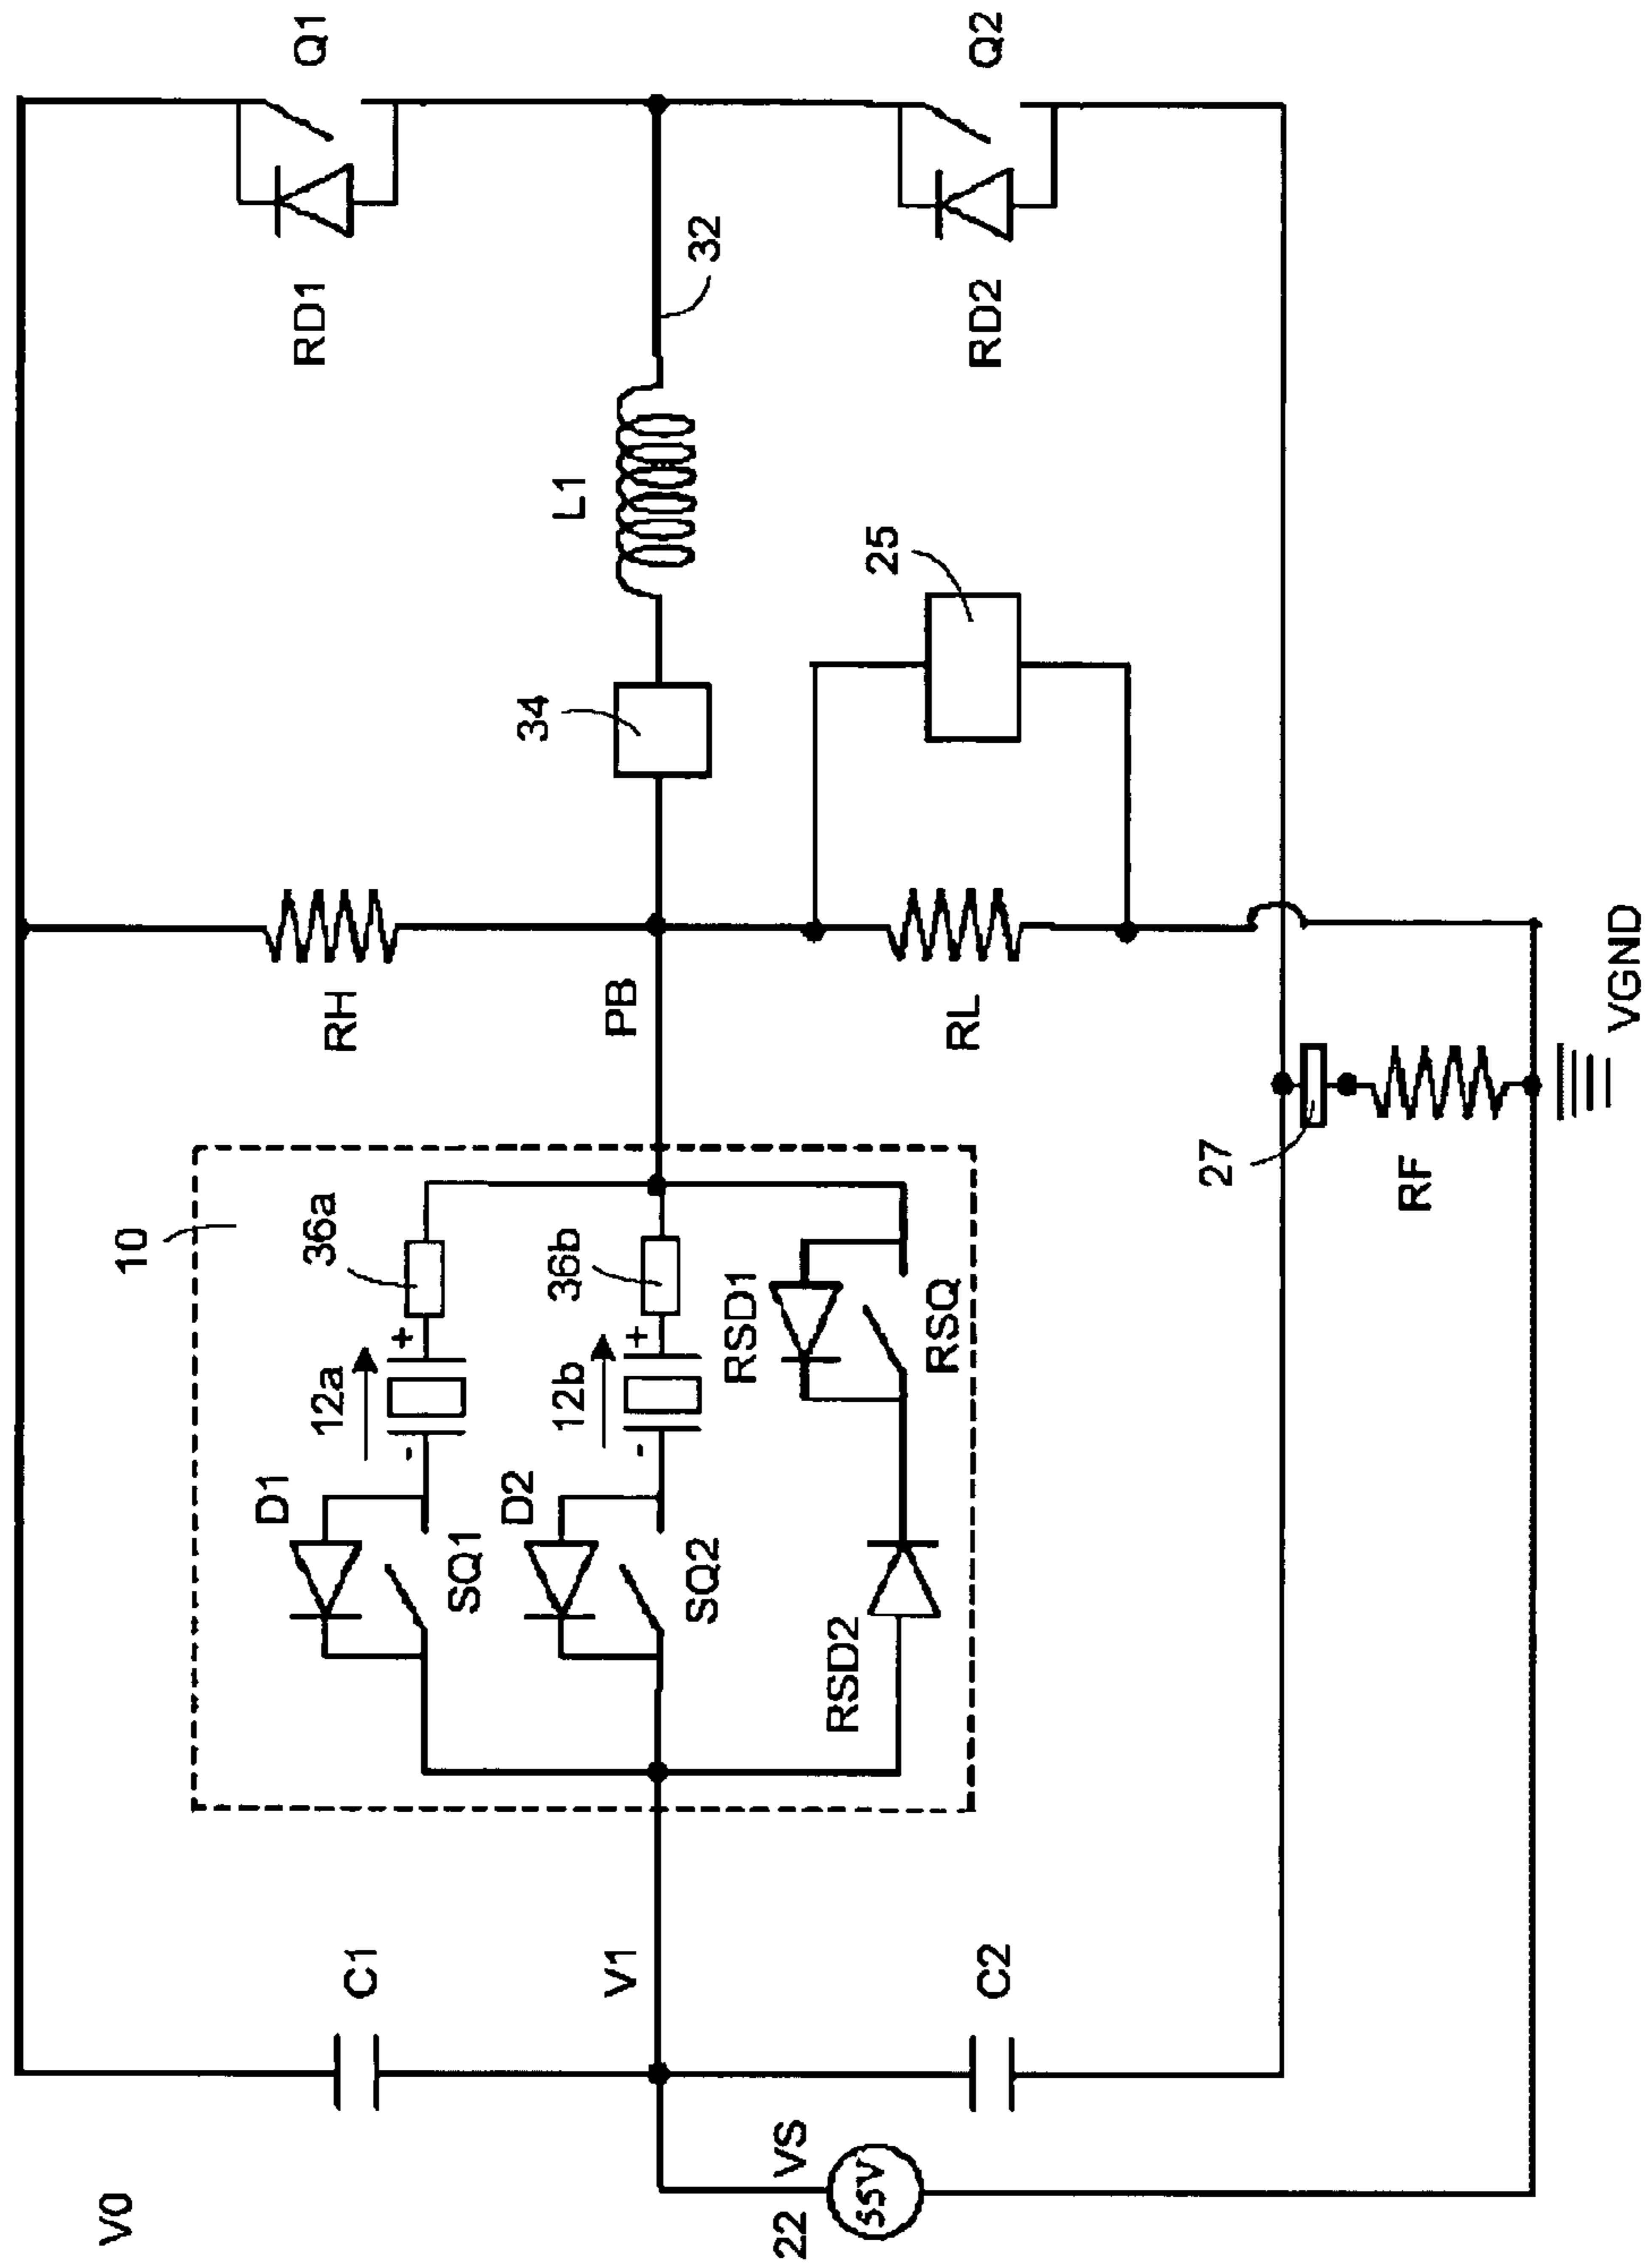 V0
22
VS
55V
C1
V1
C2
10
D1
SQ1
12a
-
+
36a
D2
SQ2
12b
-
+
36b
RSD2
RSD1
RSQ
RH
PB
RL
27
RF
VGND
34
L1
25
32
RD1
Q1
RD2
Q2